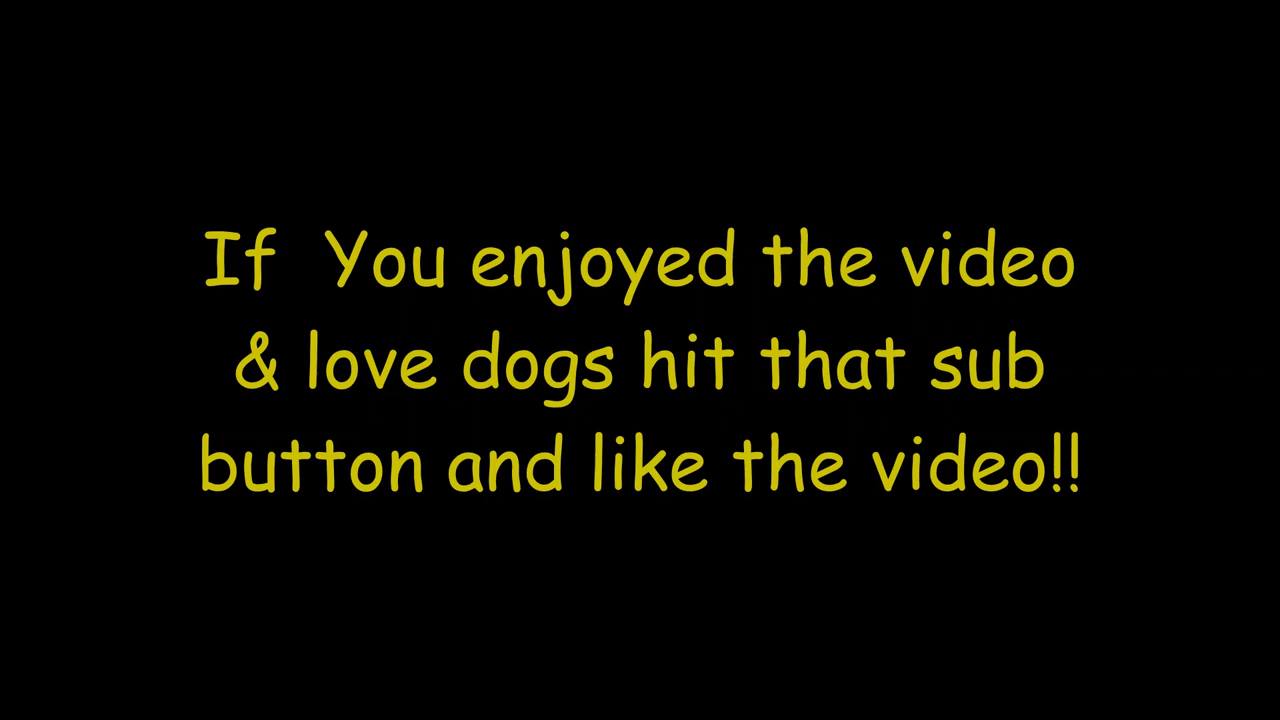 If  You enjoyed the video
& love dogs hit that sub
button and like the video!!